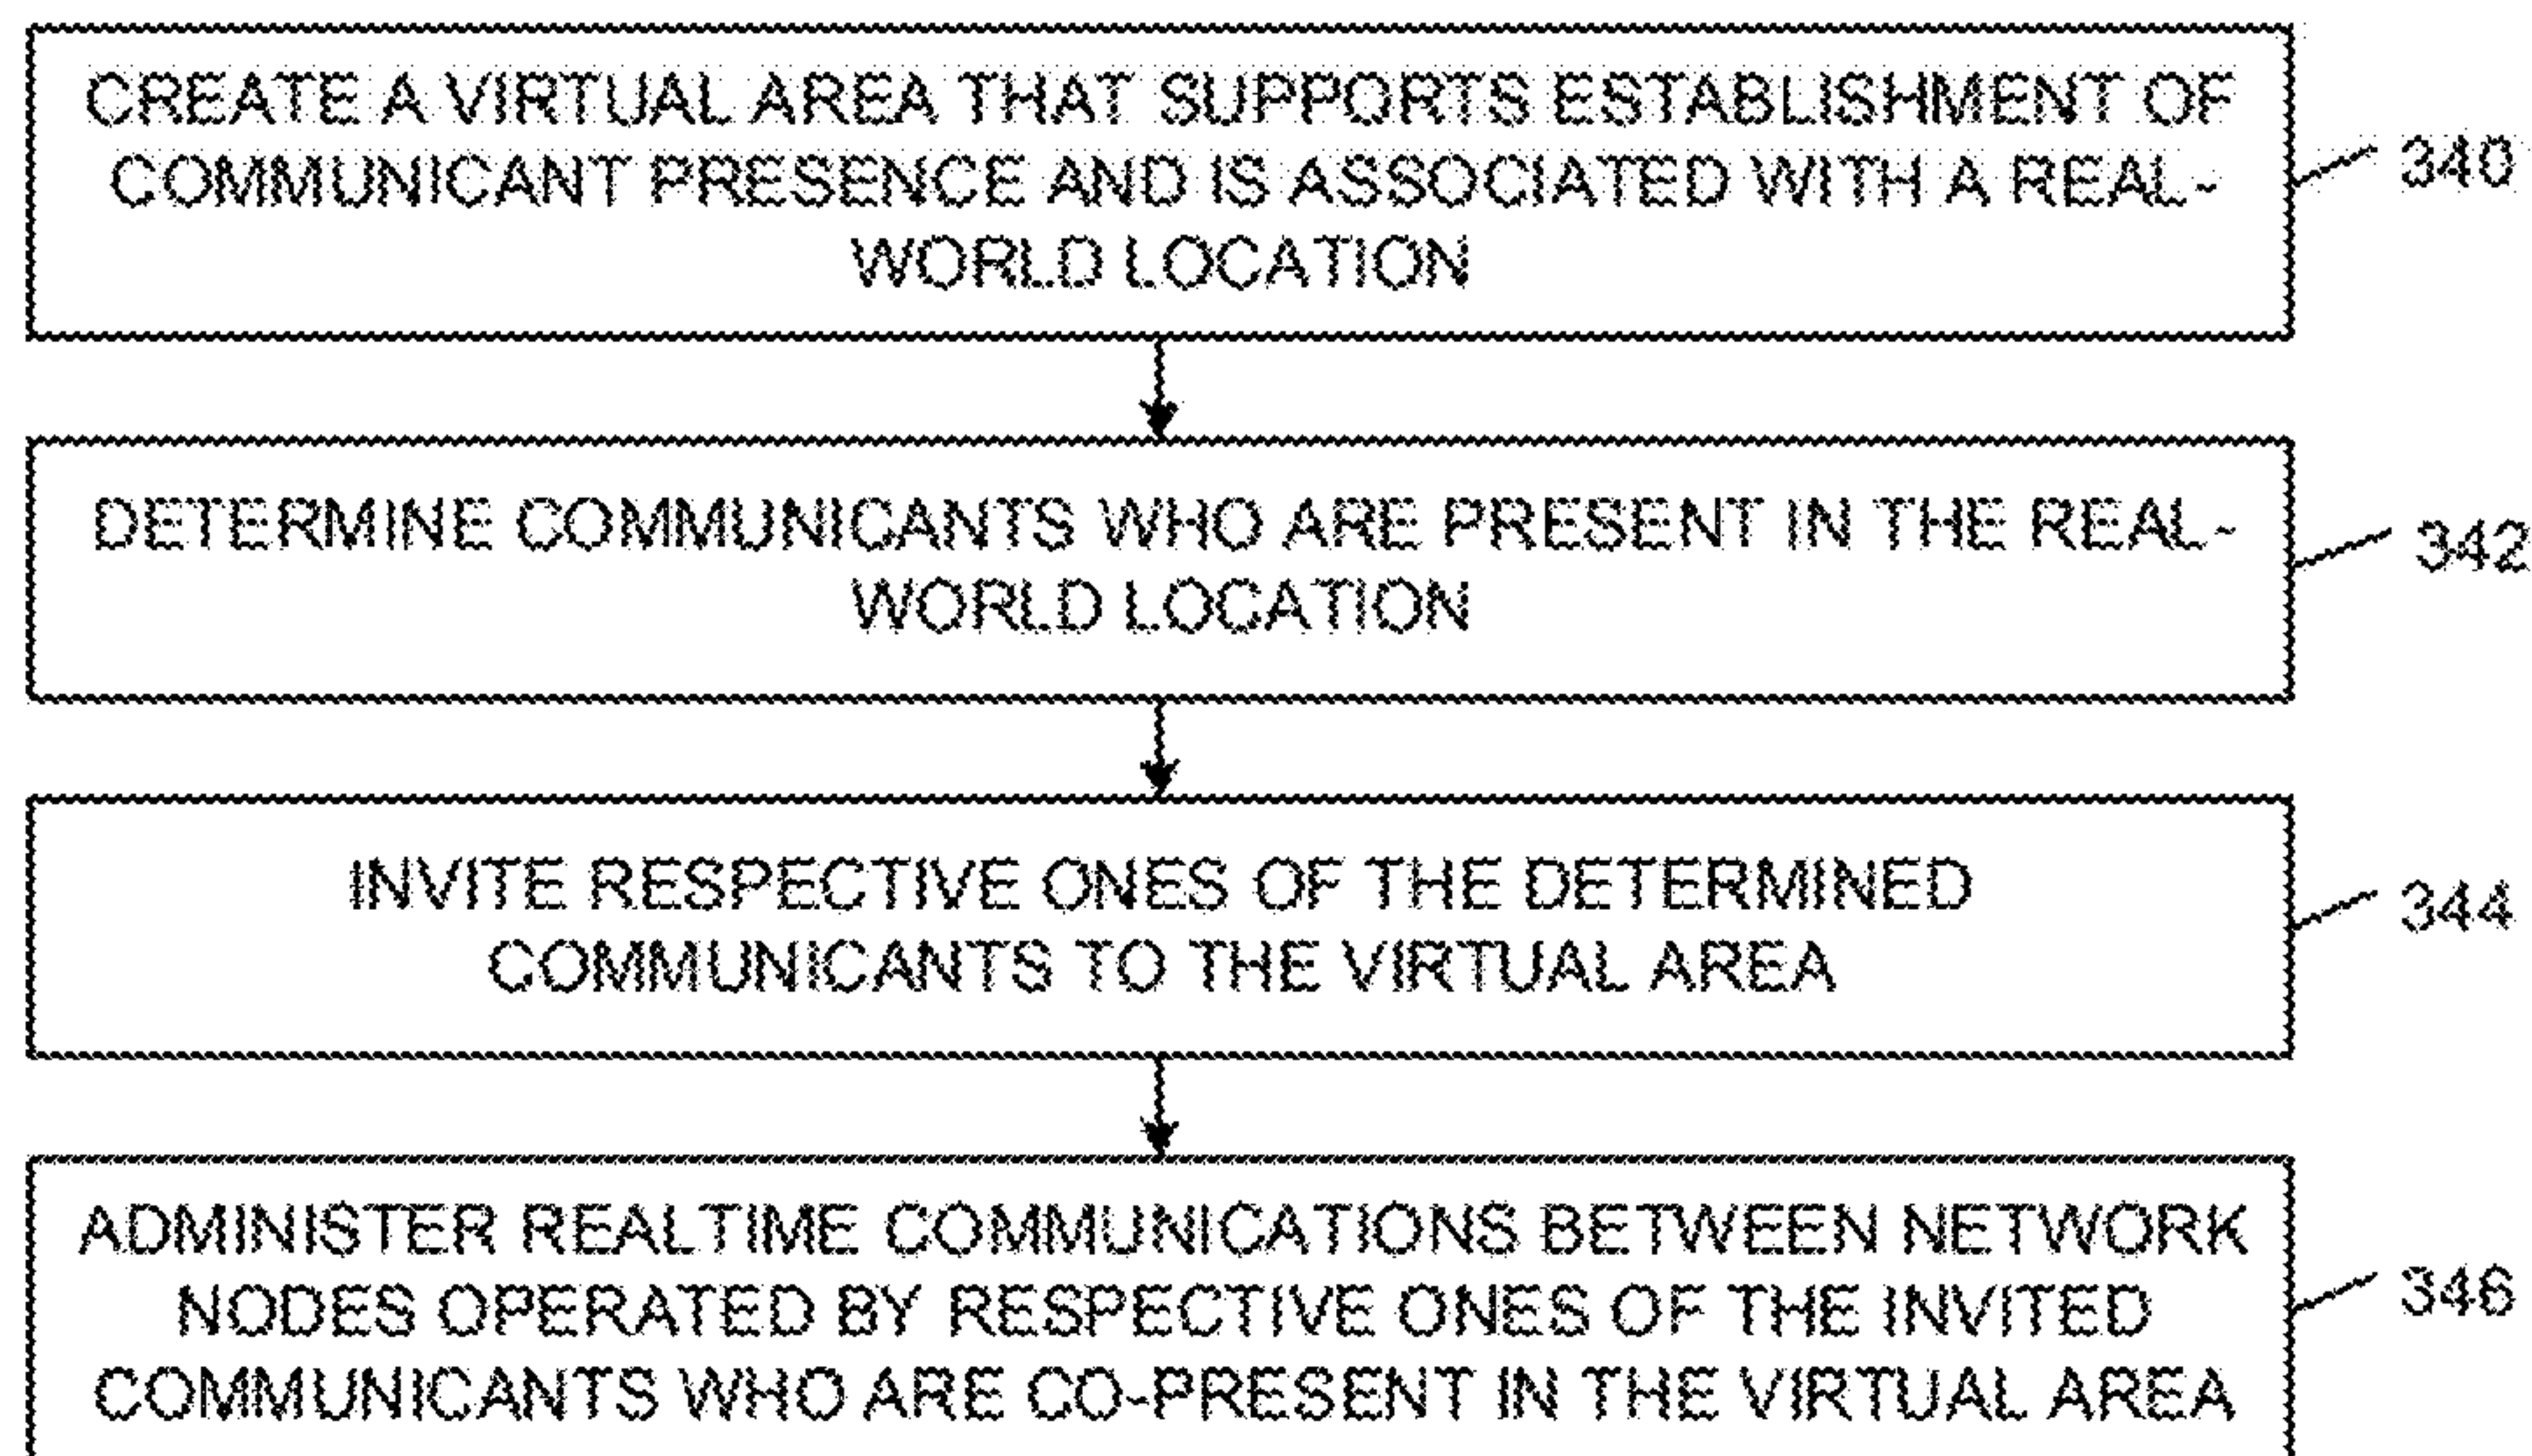 CREATE A VIRTUAL AREA THAT SUPPORTS ESTABLISHMENT OF
COMMUNICANT PRESENCE AND IS ASSOCIATED WITH A REAL-
WORLD LOCATION
340
DETERMINE COMMUNICANTS WHO ARE PRESENT IN THE REAL-
WORLD LOCATION
342
INVITE RESPECTIVE ONES OF THE DETERMINED
COMMUNICANTS TO THE VIRTUAL AREA
344
ADMINISTER REALTIME COMMUNICATIONS BETWEEN NETWORK
NODES OPERATED BY RESPECTIVE ONES OF THE INVITED
COMMUNICANTS WHO ARE CO-PRESENT IN THE VIRTUAL AREA
346